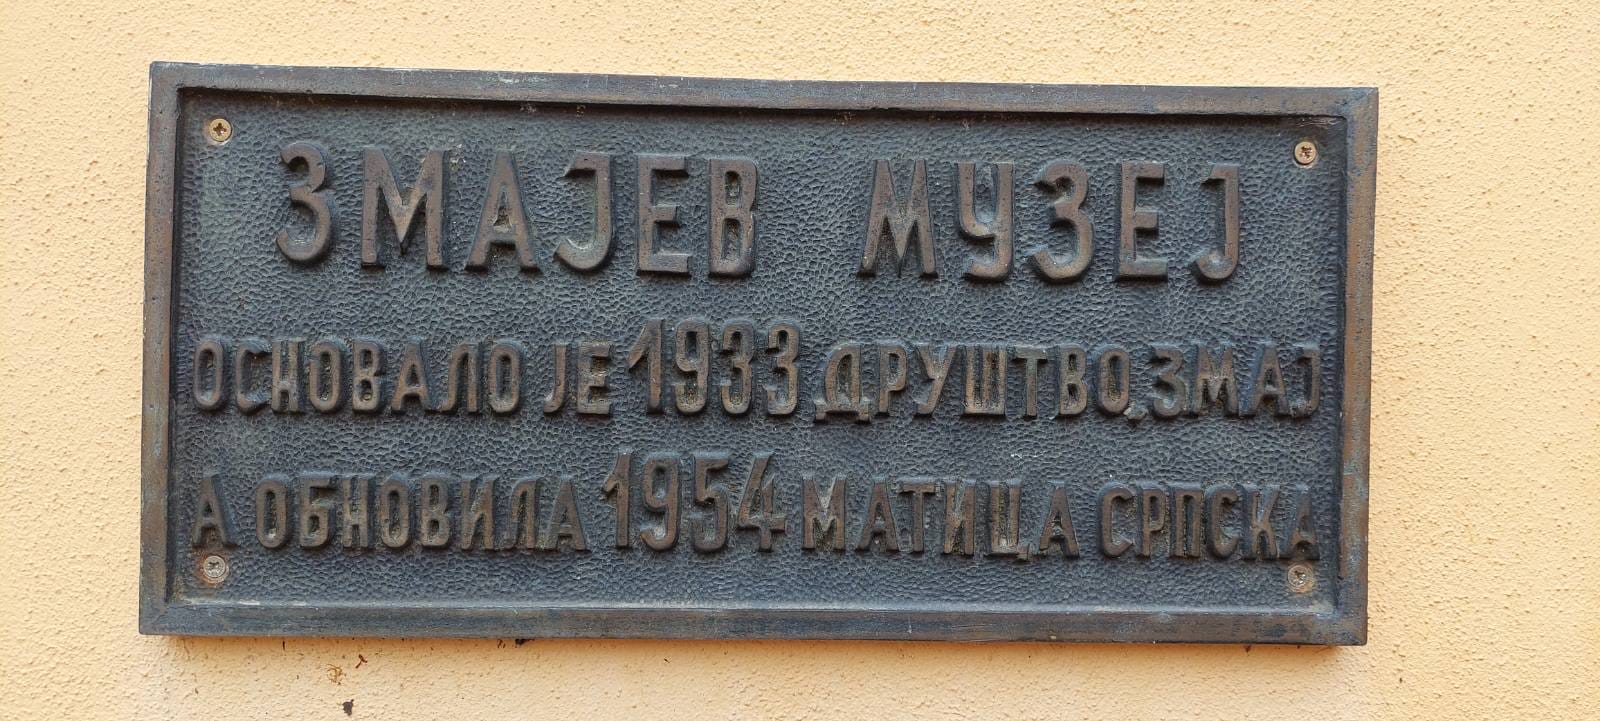 ЗМАЈЕВ МУЗЕЈ
ОСНОВАЛО ЈЕ 1933 ДРУШТВО „ЗМАЈ
А ОБНОВИЛА 1954 МАТИЦА СРПСКА